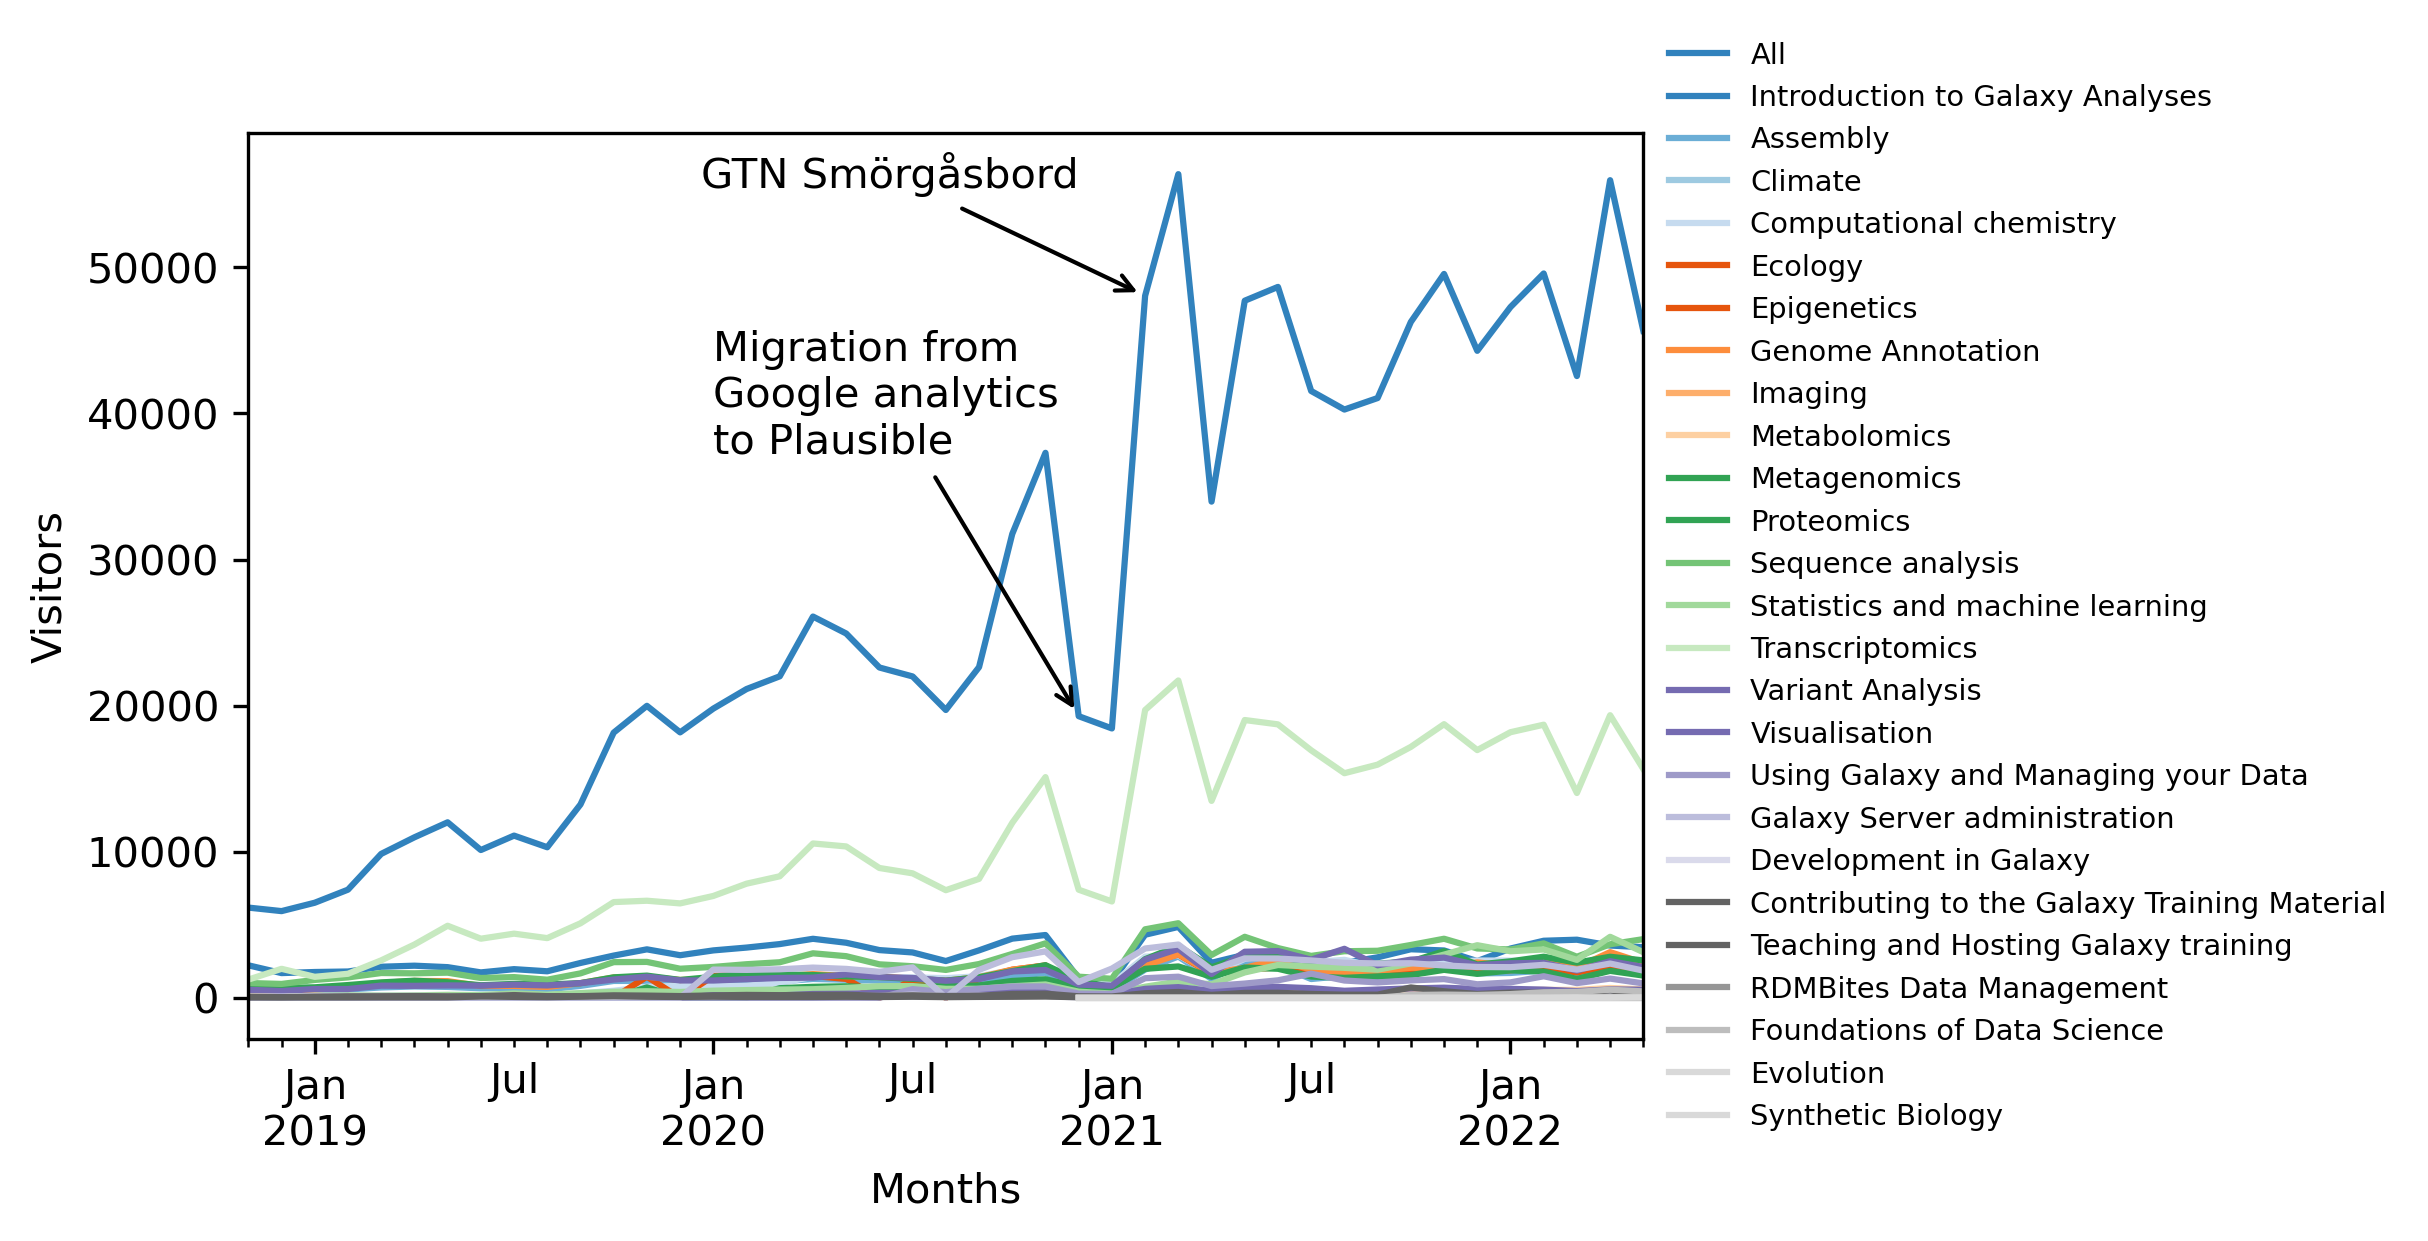 GTN Smörgåsbord
Migration from
Google analytics
to Plausible
Visitors
50000
40000
30000
20000
10000
0
Jan
2019
Jul
Jan
2020
Jul
Jan
2021
Jul
Jan
2022
Months
All
Introduction to Galaxy Analyses
Assembly
Climate
Computational chemistry
Ecology
Epigenetics
Genome Annotation
Imaging
Metabolomics
Metagenomics
Proteomics
Sequence analysis
Statistics and machine learning
Transcriptomics
Variant Analysis
Visualisation
Using Galaxy and Managing your Data
Galaxy Server administration
Development in Galaxy
Contributing to the Galaxy Training Material
Teaching and Hosting Galaxy training
RDMBites Data Management
Foundations of Data Science
Evolution
Synthetic Biology